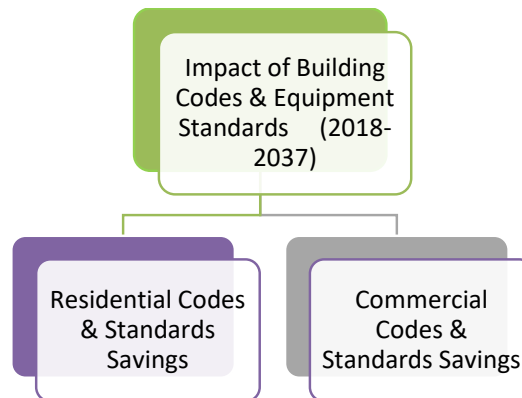 Impact of Building
Codes & Equipment
Standards (2018-
2037)
Residential Codes
& Standards
Savings
Commercial
Codes &
Standards Savings